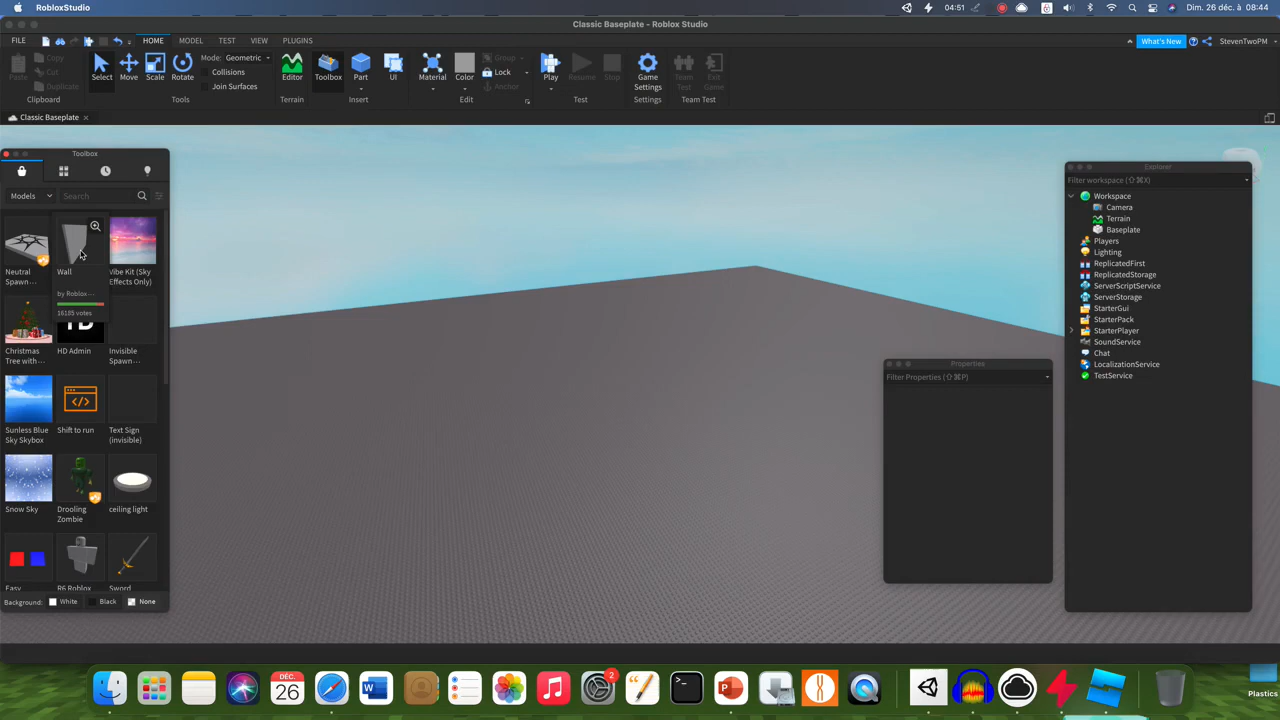 RobloxStudio
04:51
Dim. 26 déc. à 08:44
Classic Baseplate - Roblox Studio
FILE HOME MODEL TEST VIEW PLUGINS
What's New
StevenTwoPM
Paste
Copy
Cut
Duplicate
Clipboard
Select Move Scale Rotate
Mode: Geometric
Collisions
Join Surfaces
Tools
Editor
Terrain
Toolbox Part UI
Insert
Material Color
Group
Lock
Anchor
Edit
Play Resume Stop
Test
Game Settings
Settings
Team Test
Exit Game
Team Test
Classic Baseplate
Toolbox
Models
Search
Neutral
Spawn...
Wall
by Roblox...
16185 votes
Vibe Kit (Sky
Effects Only)
Christmas
Tree with...
HD Admin
Invisible
Spawn...
Sunless Blue
Sky Skybox
Shift to run
Text Sign
(invisible)
Snow Sky
Drooling
Zombie
ceiling light
Easy
R6 Roblox
Sword
Background: White Black None
Properties
Filter Properties (⇧⌘P)
Explorer
Filter workspace (⇧⌘X)
Workspace
Camera
Terrain
Baseplate
Players
Lighting
ReplicatedFirst
ReplicatedStorage
ServerScriptService
ServerStorage
StarterGui
StarterPack
StarterPlayer
SoundService
Chat
LocalizationService
TestService
DÉC.
26
2
Plastics